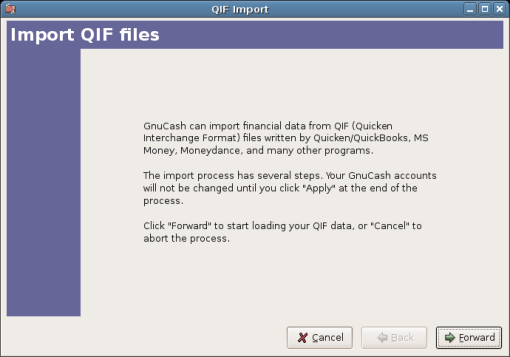 QIF Import
Import QIF files
GnuCash can import financial data from QIF (Quicken
Interchange Format) files written by Quicken/QuickBooks, MS
Money, Moneydance, and many other programs.
The import process has several steps. Your GnuCash accounts
will not be changed until you click "Apply" at the end of the
process.
Click "Forward" to start loading your QIF data, or "Cancel" to
abort the process.
Cancel
Back
Forward